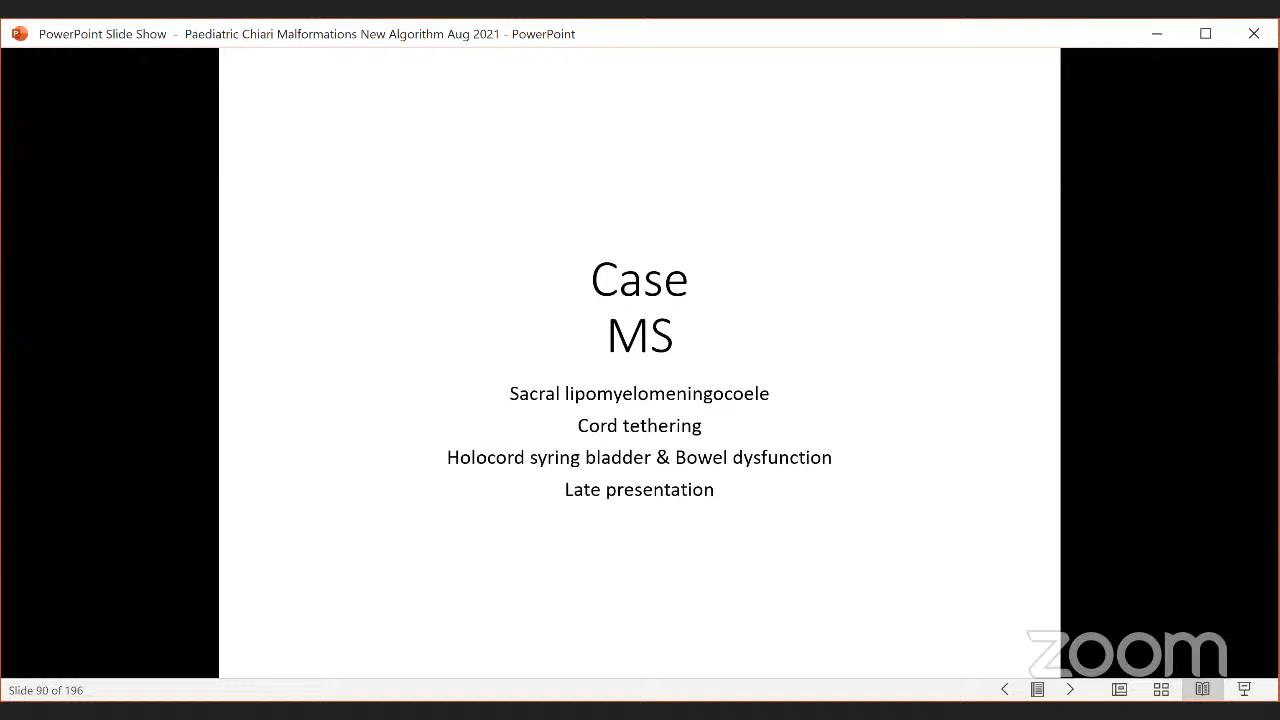 PowerPoint Slide Show - Paediatric Chiari Malformations New Algorithm Aug 2021 - PowerPoint
Case
MS
Sacral lipomyelomeningocoele
Cord tethering
Holocord syring bladder & Bowel dysfunction
Late presentation
zoom
Slide 90 of 196